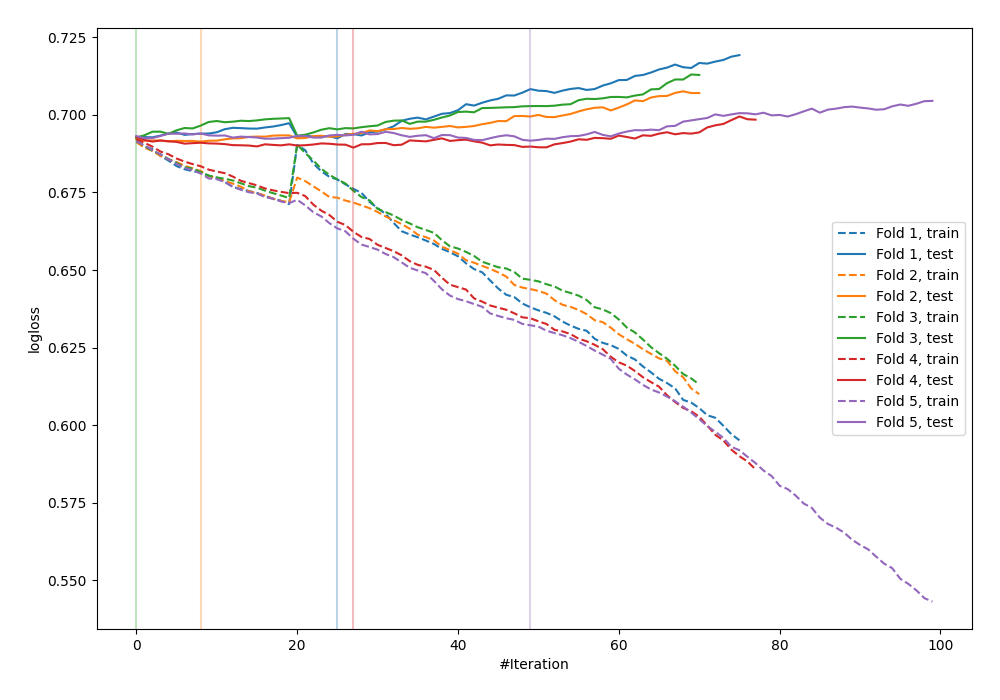 0.725
0.700
0.675
0.650
0.625
0.600
0.575
0.550
logloss
0
20
40
60
80
100
#Iteration
Fold 1, train
Fold 1, test
Fold 2, train
Fold 2, test
Fold 3, train
Fold 3, test
Fold 4, train
Fold 4, test
Fold 5, train
Fold 5, test